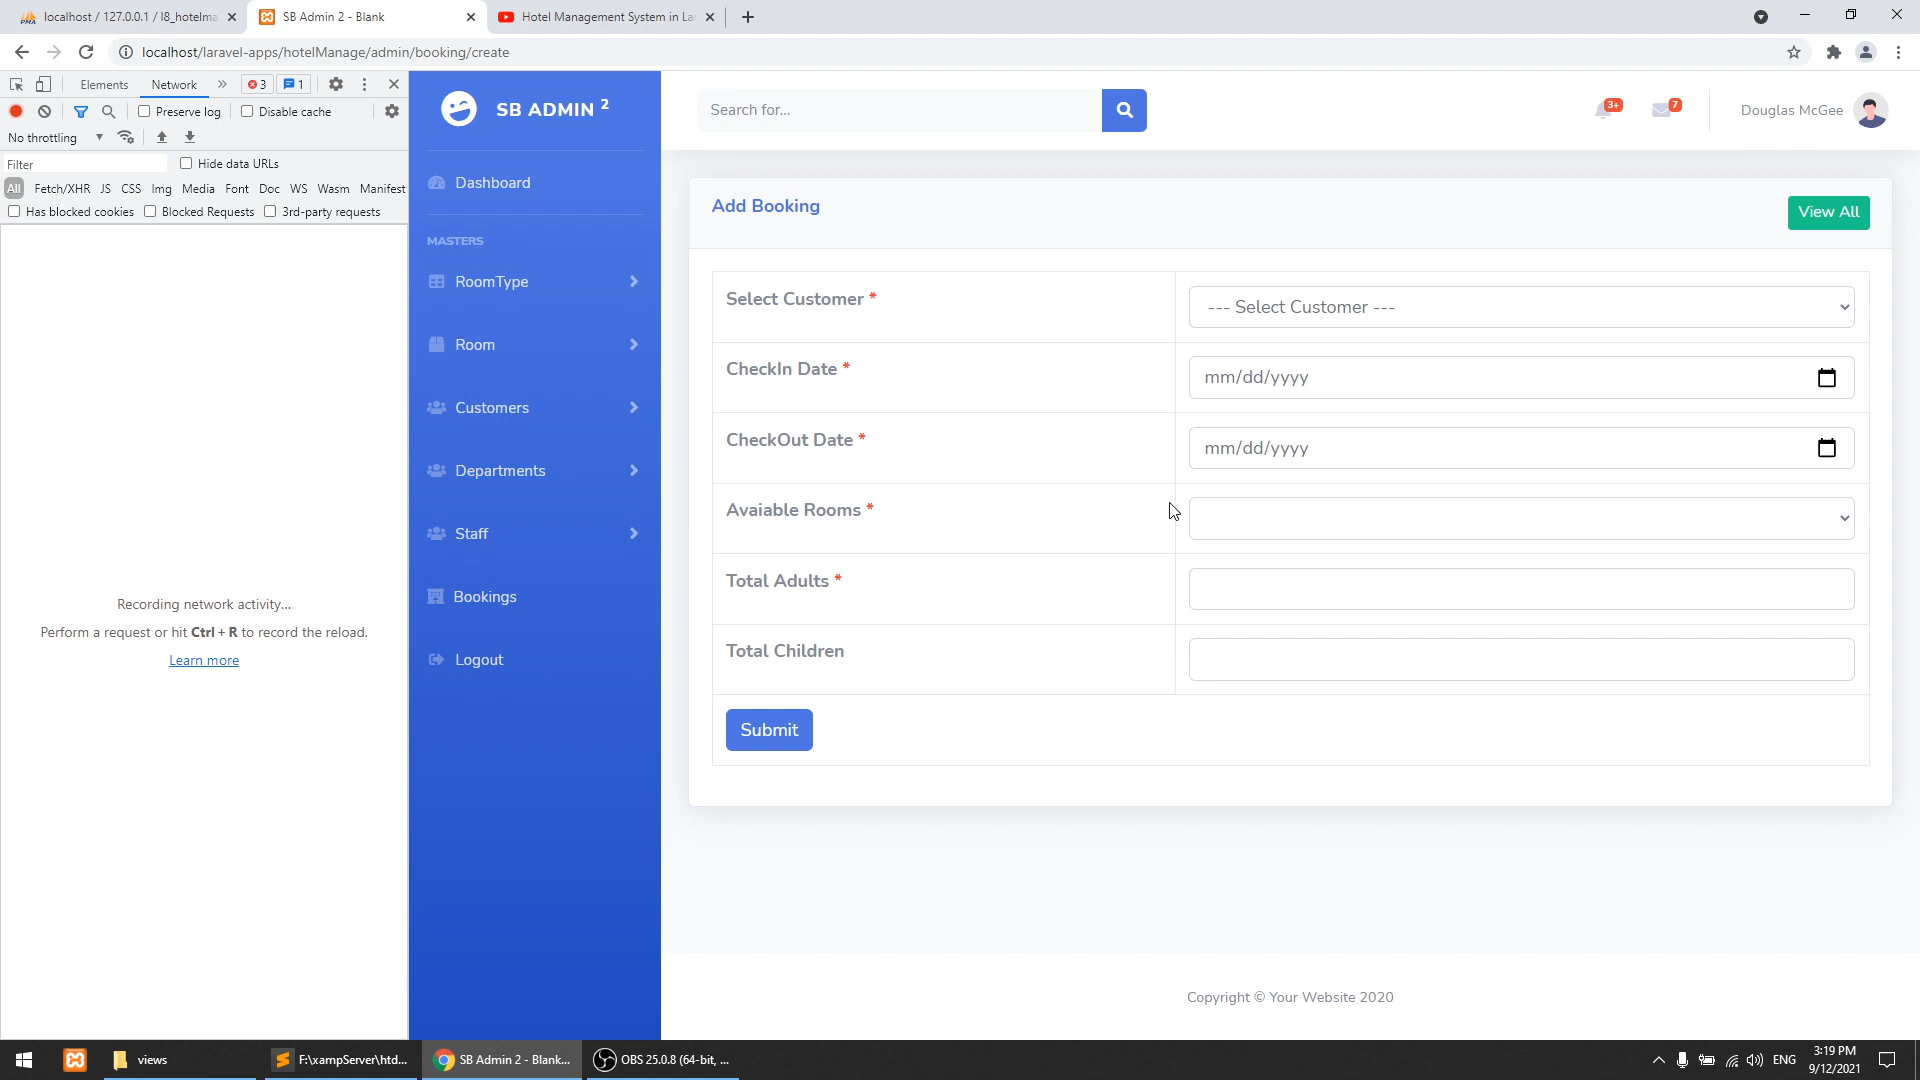 localhost / 127.0.0.1 / l8_hotelma
SB Admin 2 - Blank
Hotel Management System in La
localhost/laravel-apps/hotelManage/admin/booking/create
Elements
Network
3
1
Preserve log
Disable cache
No throttling
Filter
Hide data URLs
All Fetch/XHR JS CSS Img Media Font Doc WS Wasm Manifest
Has blocked cookies
Blocked Requests
3rd-party requests
Recording network activity...
Perform a request or hit Ctrl + R to record the reload.
Learn more
SB ADMIN 2
Dashboard
MASTERS
RoomType
Room
Customers
Departments
Staff
Bookings
Logout
Search for...
3+
7
Douglas McGee
Add Booking
View All
Select Customer *
--- Select Customer ---
CheckIn Date *
mm/dd/yyyy
CheckOut Date *
mm/dd/yyyy
Avaiable Rooms *
Total Adults *
Total Children
Submit
Copyright © Your Website 2020
views
F:\xampServer\htd...
SB Admin 2 - Blank...
OBS 25.0.8 (64-bit, ...
ENG
3:19 PM
9/12/2021